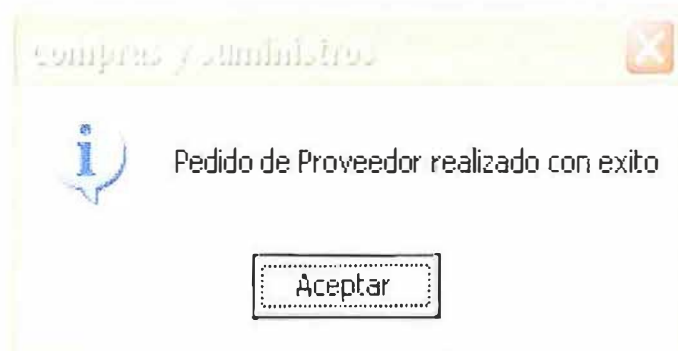 compras y suministros
Pedido de Proveedor realizado con exito
Aceptar